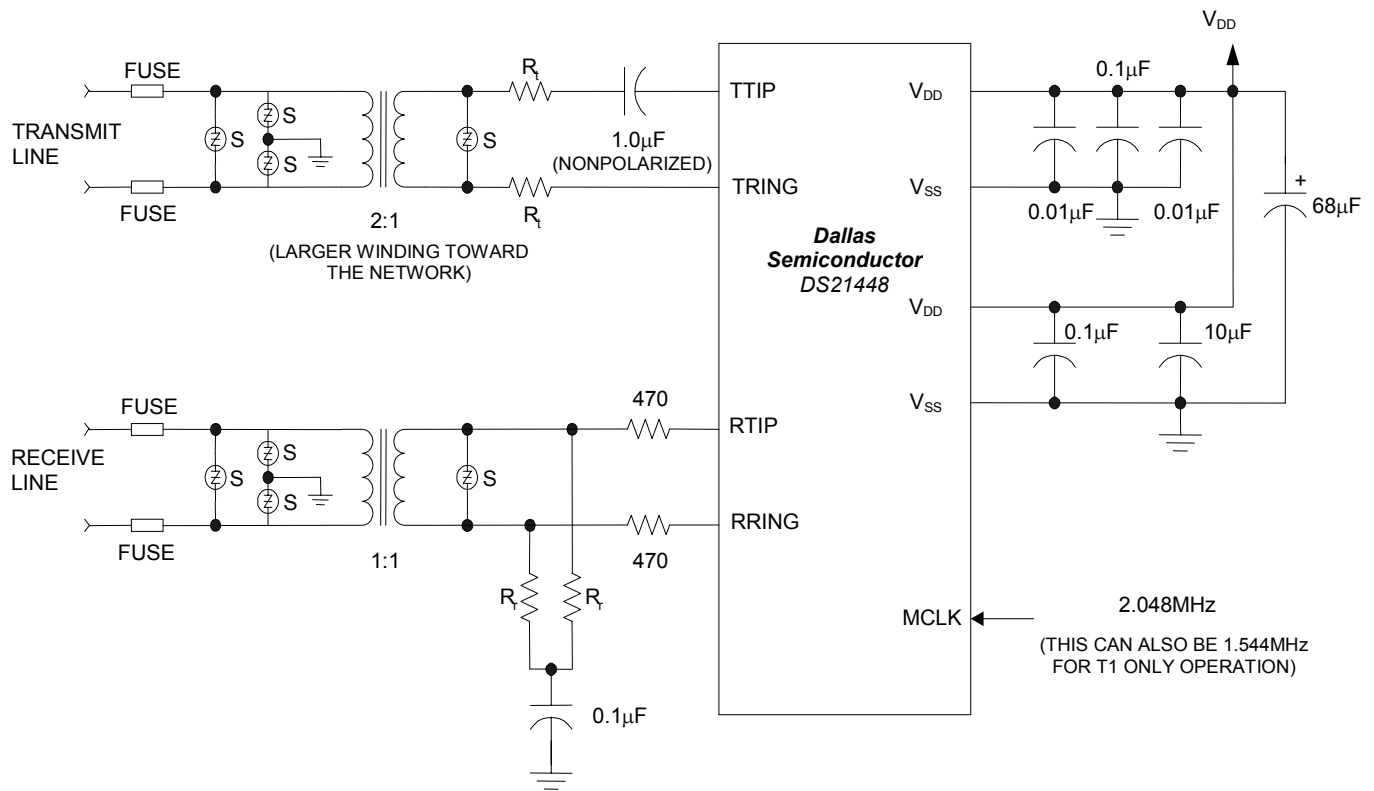 V_DD
FUSE
R_t
TTIP
V_DD
0.1µF
TRANSMIT
LINE
S
S
S
S
1.0µF
(NONPOLARIZED)
TRING
V_SS
0.01µF
0.01µF
+
68µF
FUSE
R_t
2:1
(LARGER WINDING TOWARD
THE NETWORK)
Dallas
Semiconductor
DS21448
V_DD
0.1µF
10µF
FUSE
470
RTIP
V_SS
RECEIVE
LINE
S
S
S
S
RRING
FUSE
1:1
470
R_r
R_r
MCLK
2.048MHz
(THIS CAN ALSO BE 1.544MHz
FOR T1 ONLY OPERATION)
0.1µF